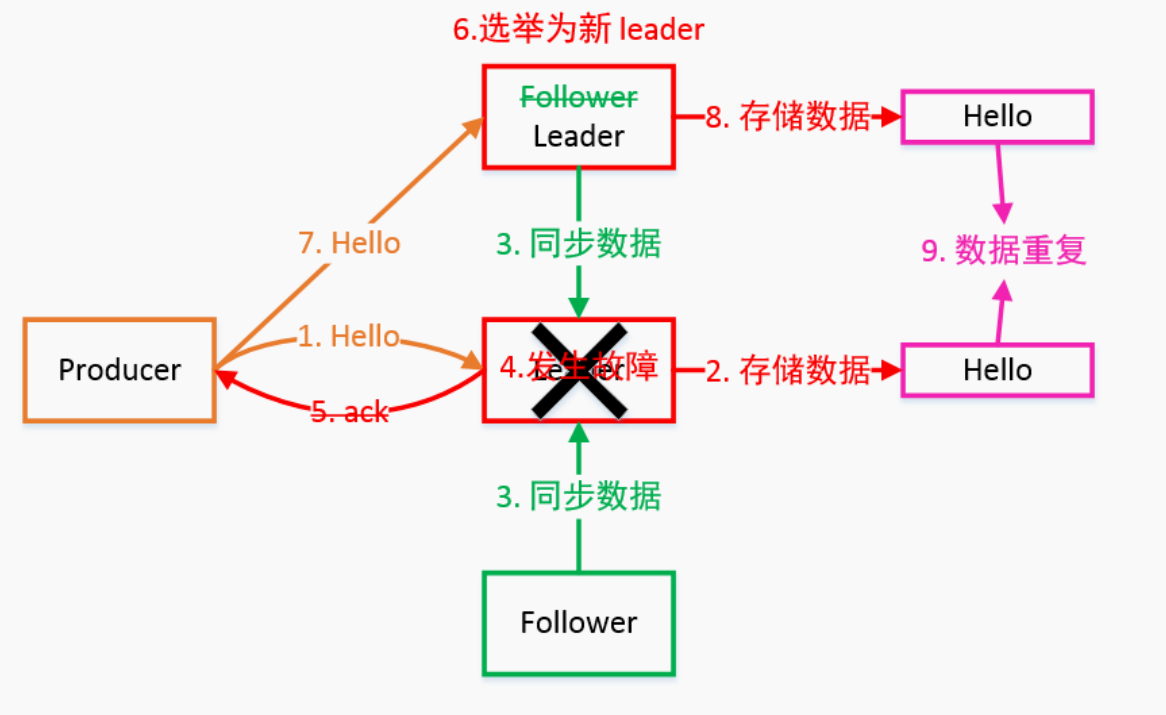 6.选举为新 leader
Follower
Leader
8. 存储数据
Hello
7. Hello
3. 同步数据
9. 数据重复
Producer
1. Hello
5. ack
Leader
4.发生故障
2. 存储数据
Hello
3. 同步数据
Follower